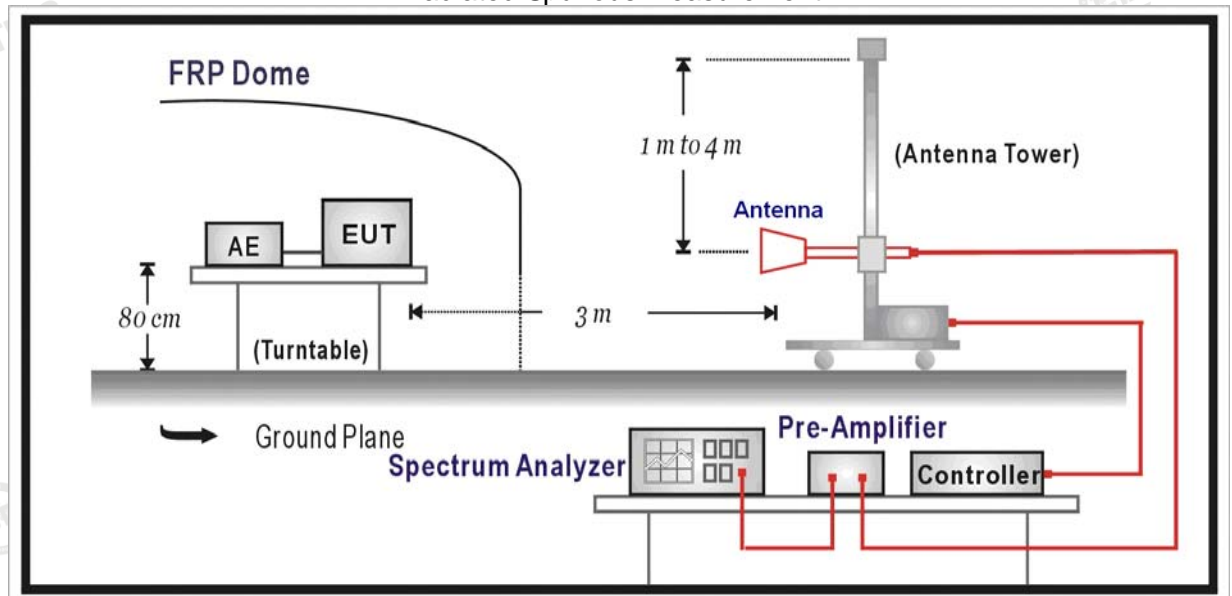 FRP Dome
1 m to 4 m
(Antenna Tower)
Antenna
AE
EUT
80 cm
3 m
(Turntable)
Ground Plane
Pre-Amplifier
Spectrum Analyzer
Controller